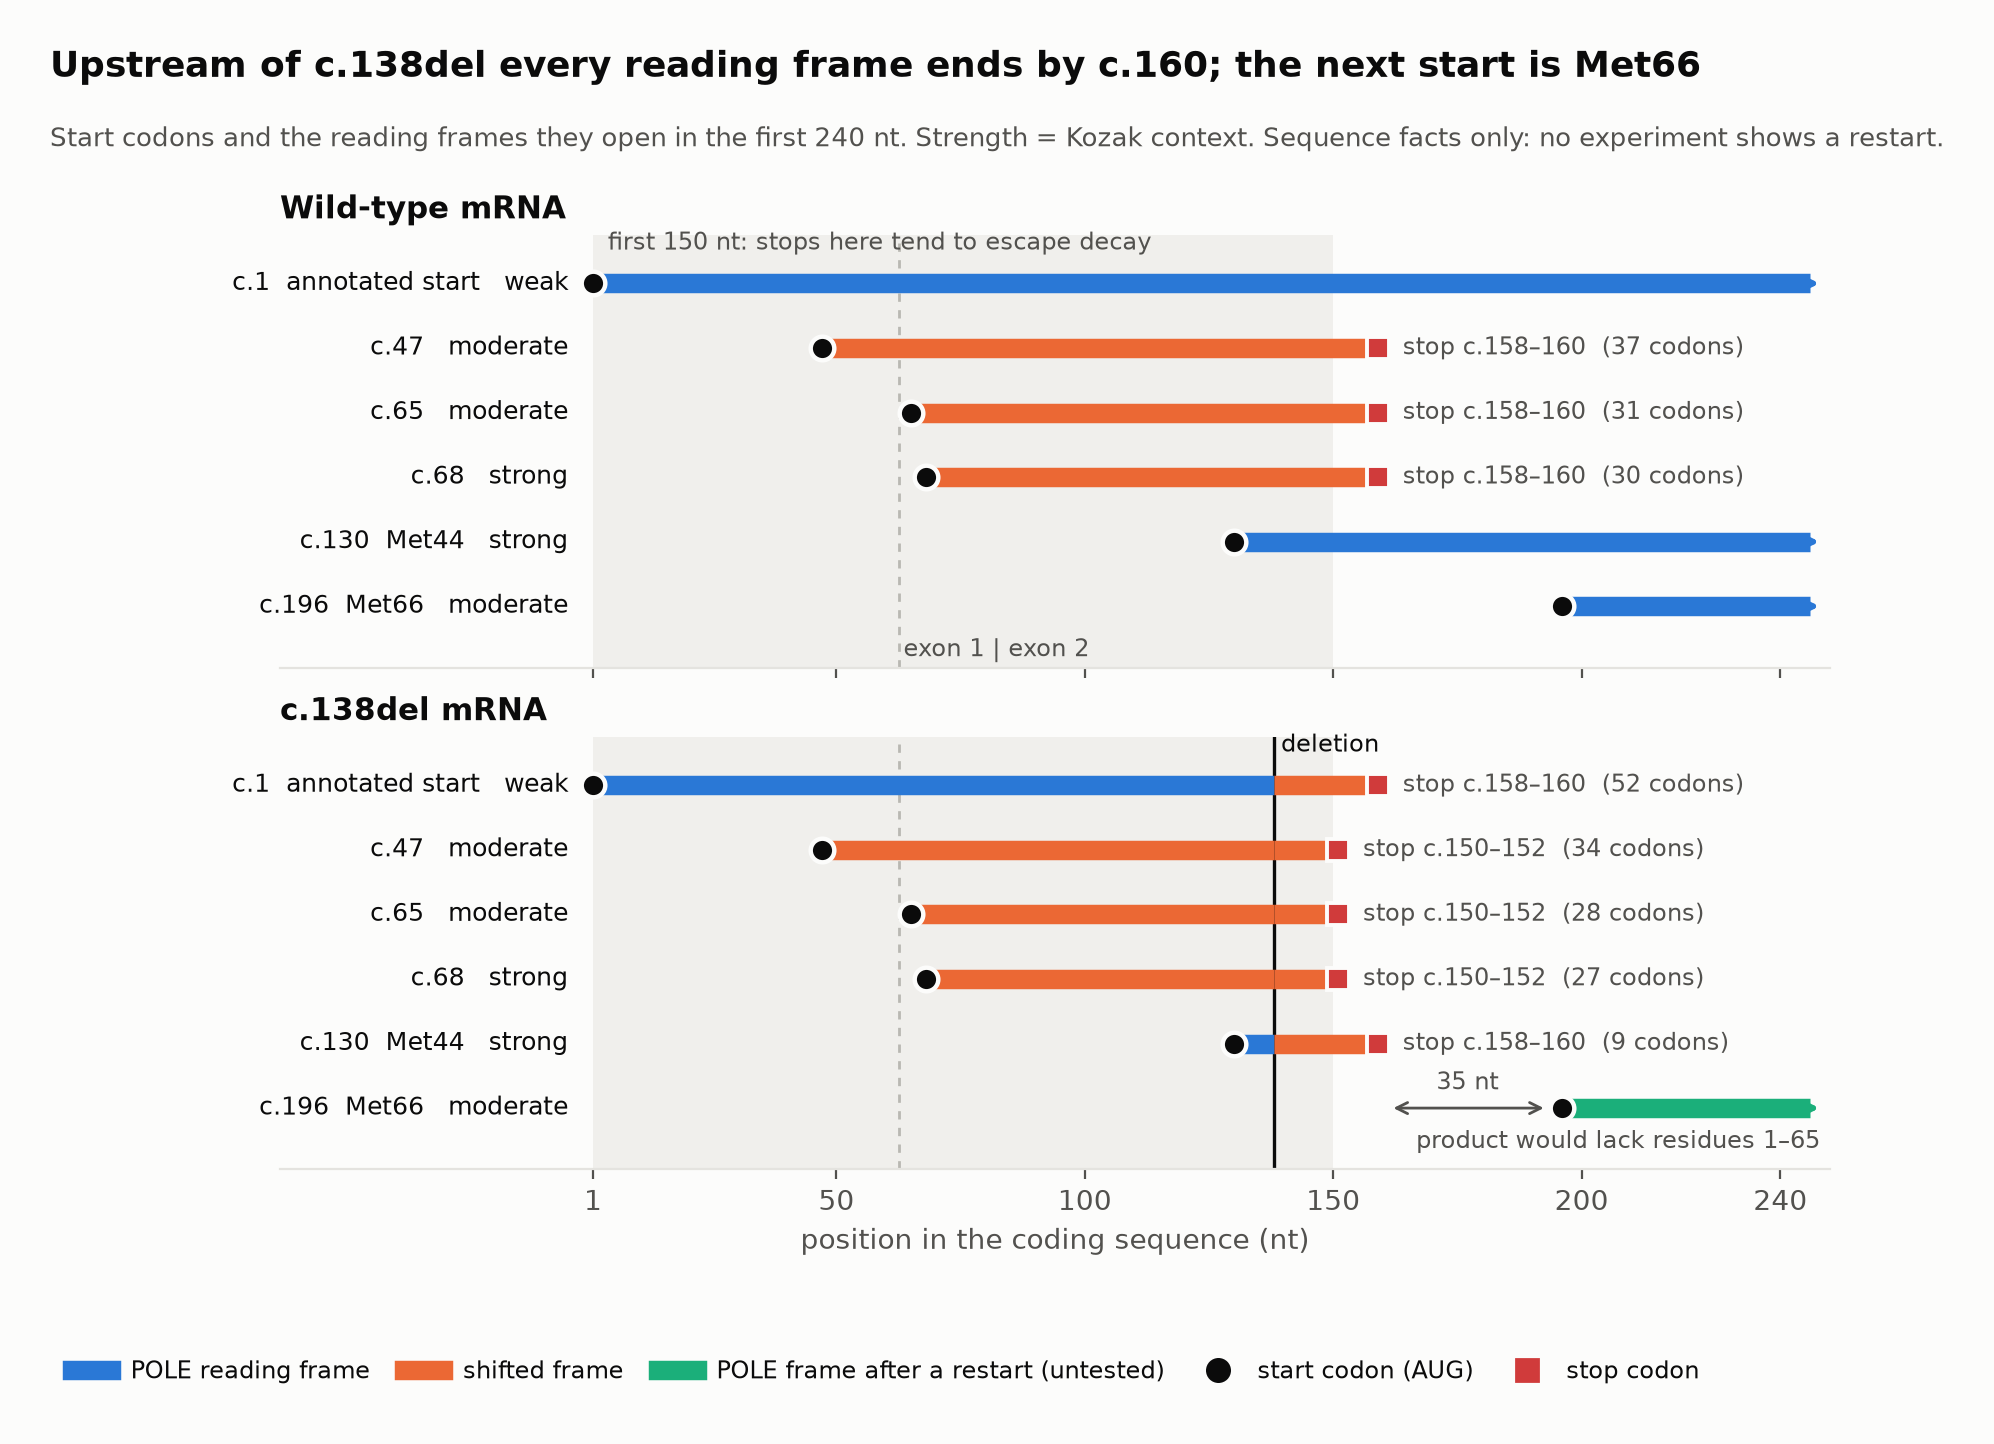 Upstream of c.138del every reading frame ends by c.160; the next start is Met66
Start codons and the reading frames they open in the first 240 nt. Strength = Kozak context. Sequence facts only: no experiment shows a restart.
Wild-type mRNA
first 150 nt: stops here tend to escape decay
c.1 annotated start weak
c.47 moderate
stop c.158–160 (37 codons)
c.65 moderate
stop c.158–160 (31 codons)
c.68 strong
stop c.158–160 (30 codons)
c.130 Met44 strong
c.196 Met66 moderate
exon 1 | exon 2
c.138del mRNA
deletion
c.1 annotated start weak
stop c.158–160 (52 codons)
c.47 moderate
stop c.150–152 (34 codons)
c.65 moderate
stop c.150–152 (28 codons)
c.68 strong
stop c.150–152 (27 codons)
c.130 Met44 strong
stop c.158–160 (9 codons)
35 nt
c.196 Met66 moderate
product would lack residues 1–65
1 50 100 150 200 240
position in the coding sequence (nt)
POLE reading frame shifted frame POLE frame after a restart (untested) start codon (AUG) stop codon